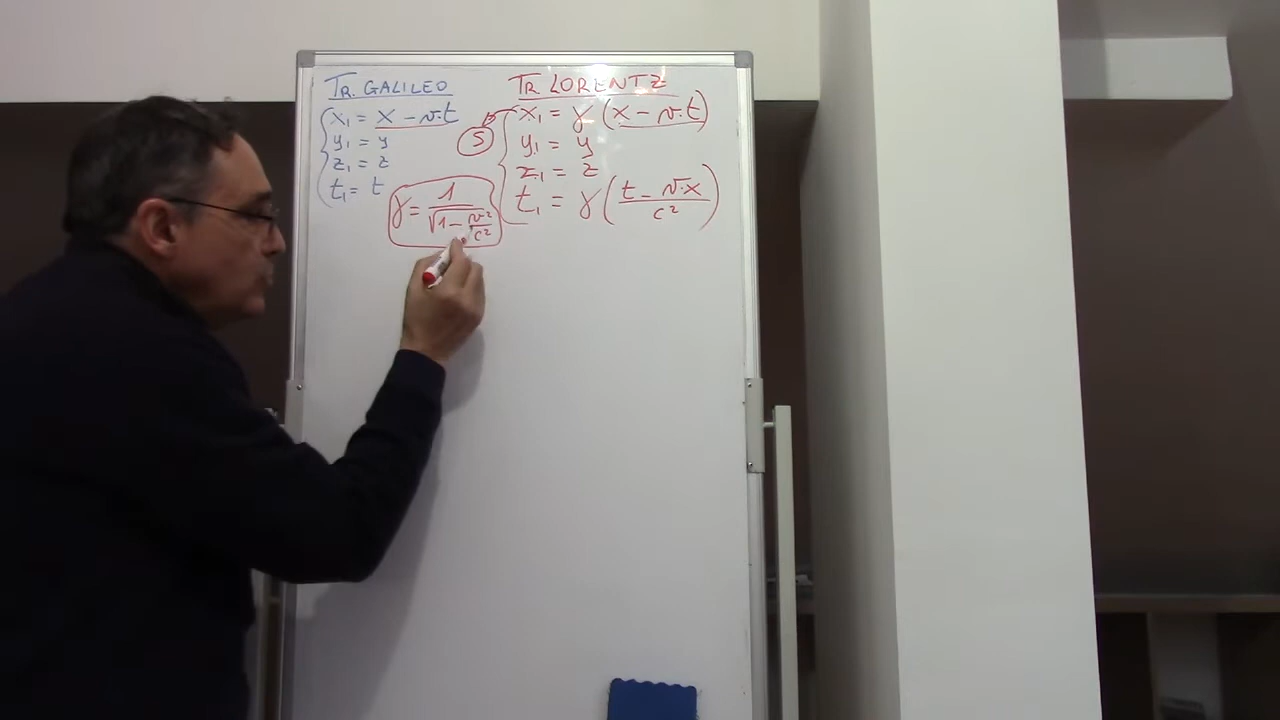 TR. GALILEO
x₁ = x − v·t
y₁ = y
z₁ = z
t₁ = t
γ = 1 / √1 − v²/c²
TR LORENTZ
S
x₁ = γ (x − v·t)
y₁ = y
z₁ = z
t₁ = γ (t − v·x / c²)